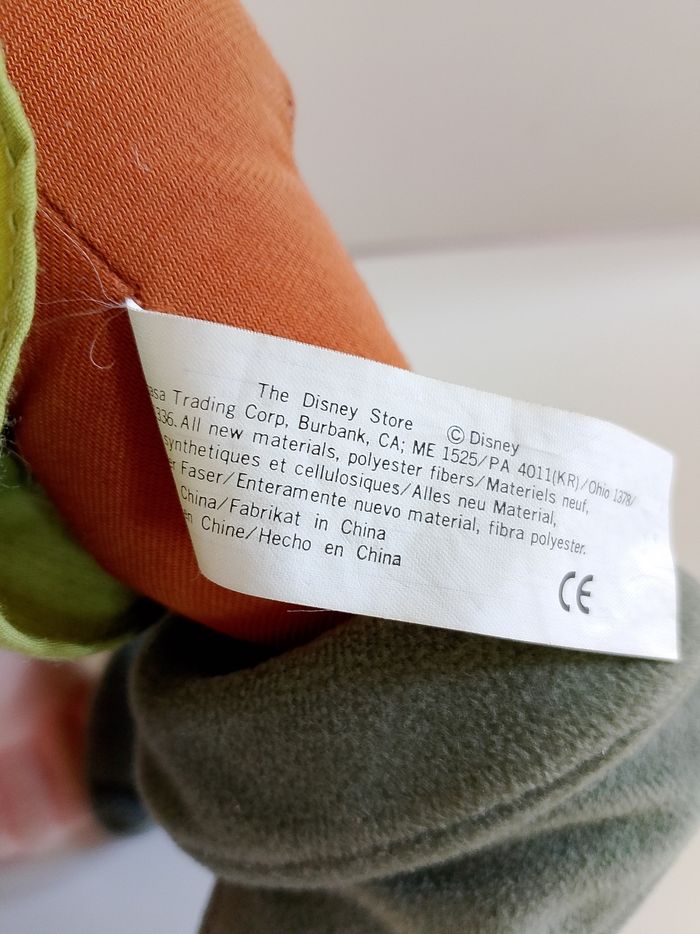 The Disney Store © Disney
Trading Corp, Burbank, CA; ME 1525/PA 4011(KR)/Ohio 1378/
336. All new materials, polyester fibers/Materiels neuf,
synthetiques et cellulosiques/Alles neu Material,
Faser/Enteramente nuevo material, fibra polyester.
China/Fabrikat in China
en Chine/Hecho en China
CE